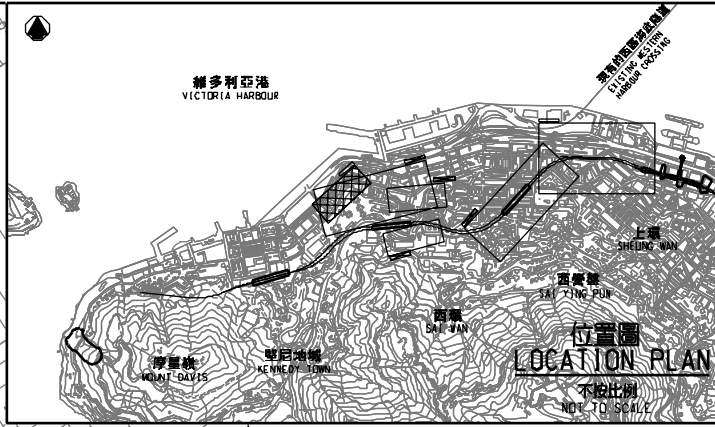 維多利亞港
VICTORIA HARBOUR
現有的西區海底隧道
EXISTING WESTERN
HARBOUR CROSSING
上環
SHEUNG WAN
西營盤
SAI YING PUN
西環
SAI WAN
堅尼地城
KENNEDY TOWN
摩星嶺
MOUNT DAVIS
位置圖
LOCATION PLAN
不按比例
NOT TO SCALE